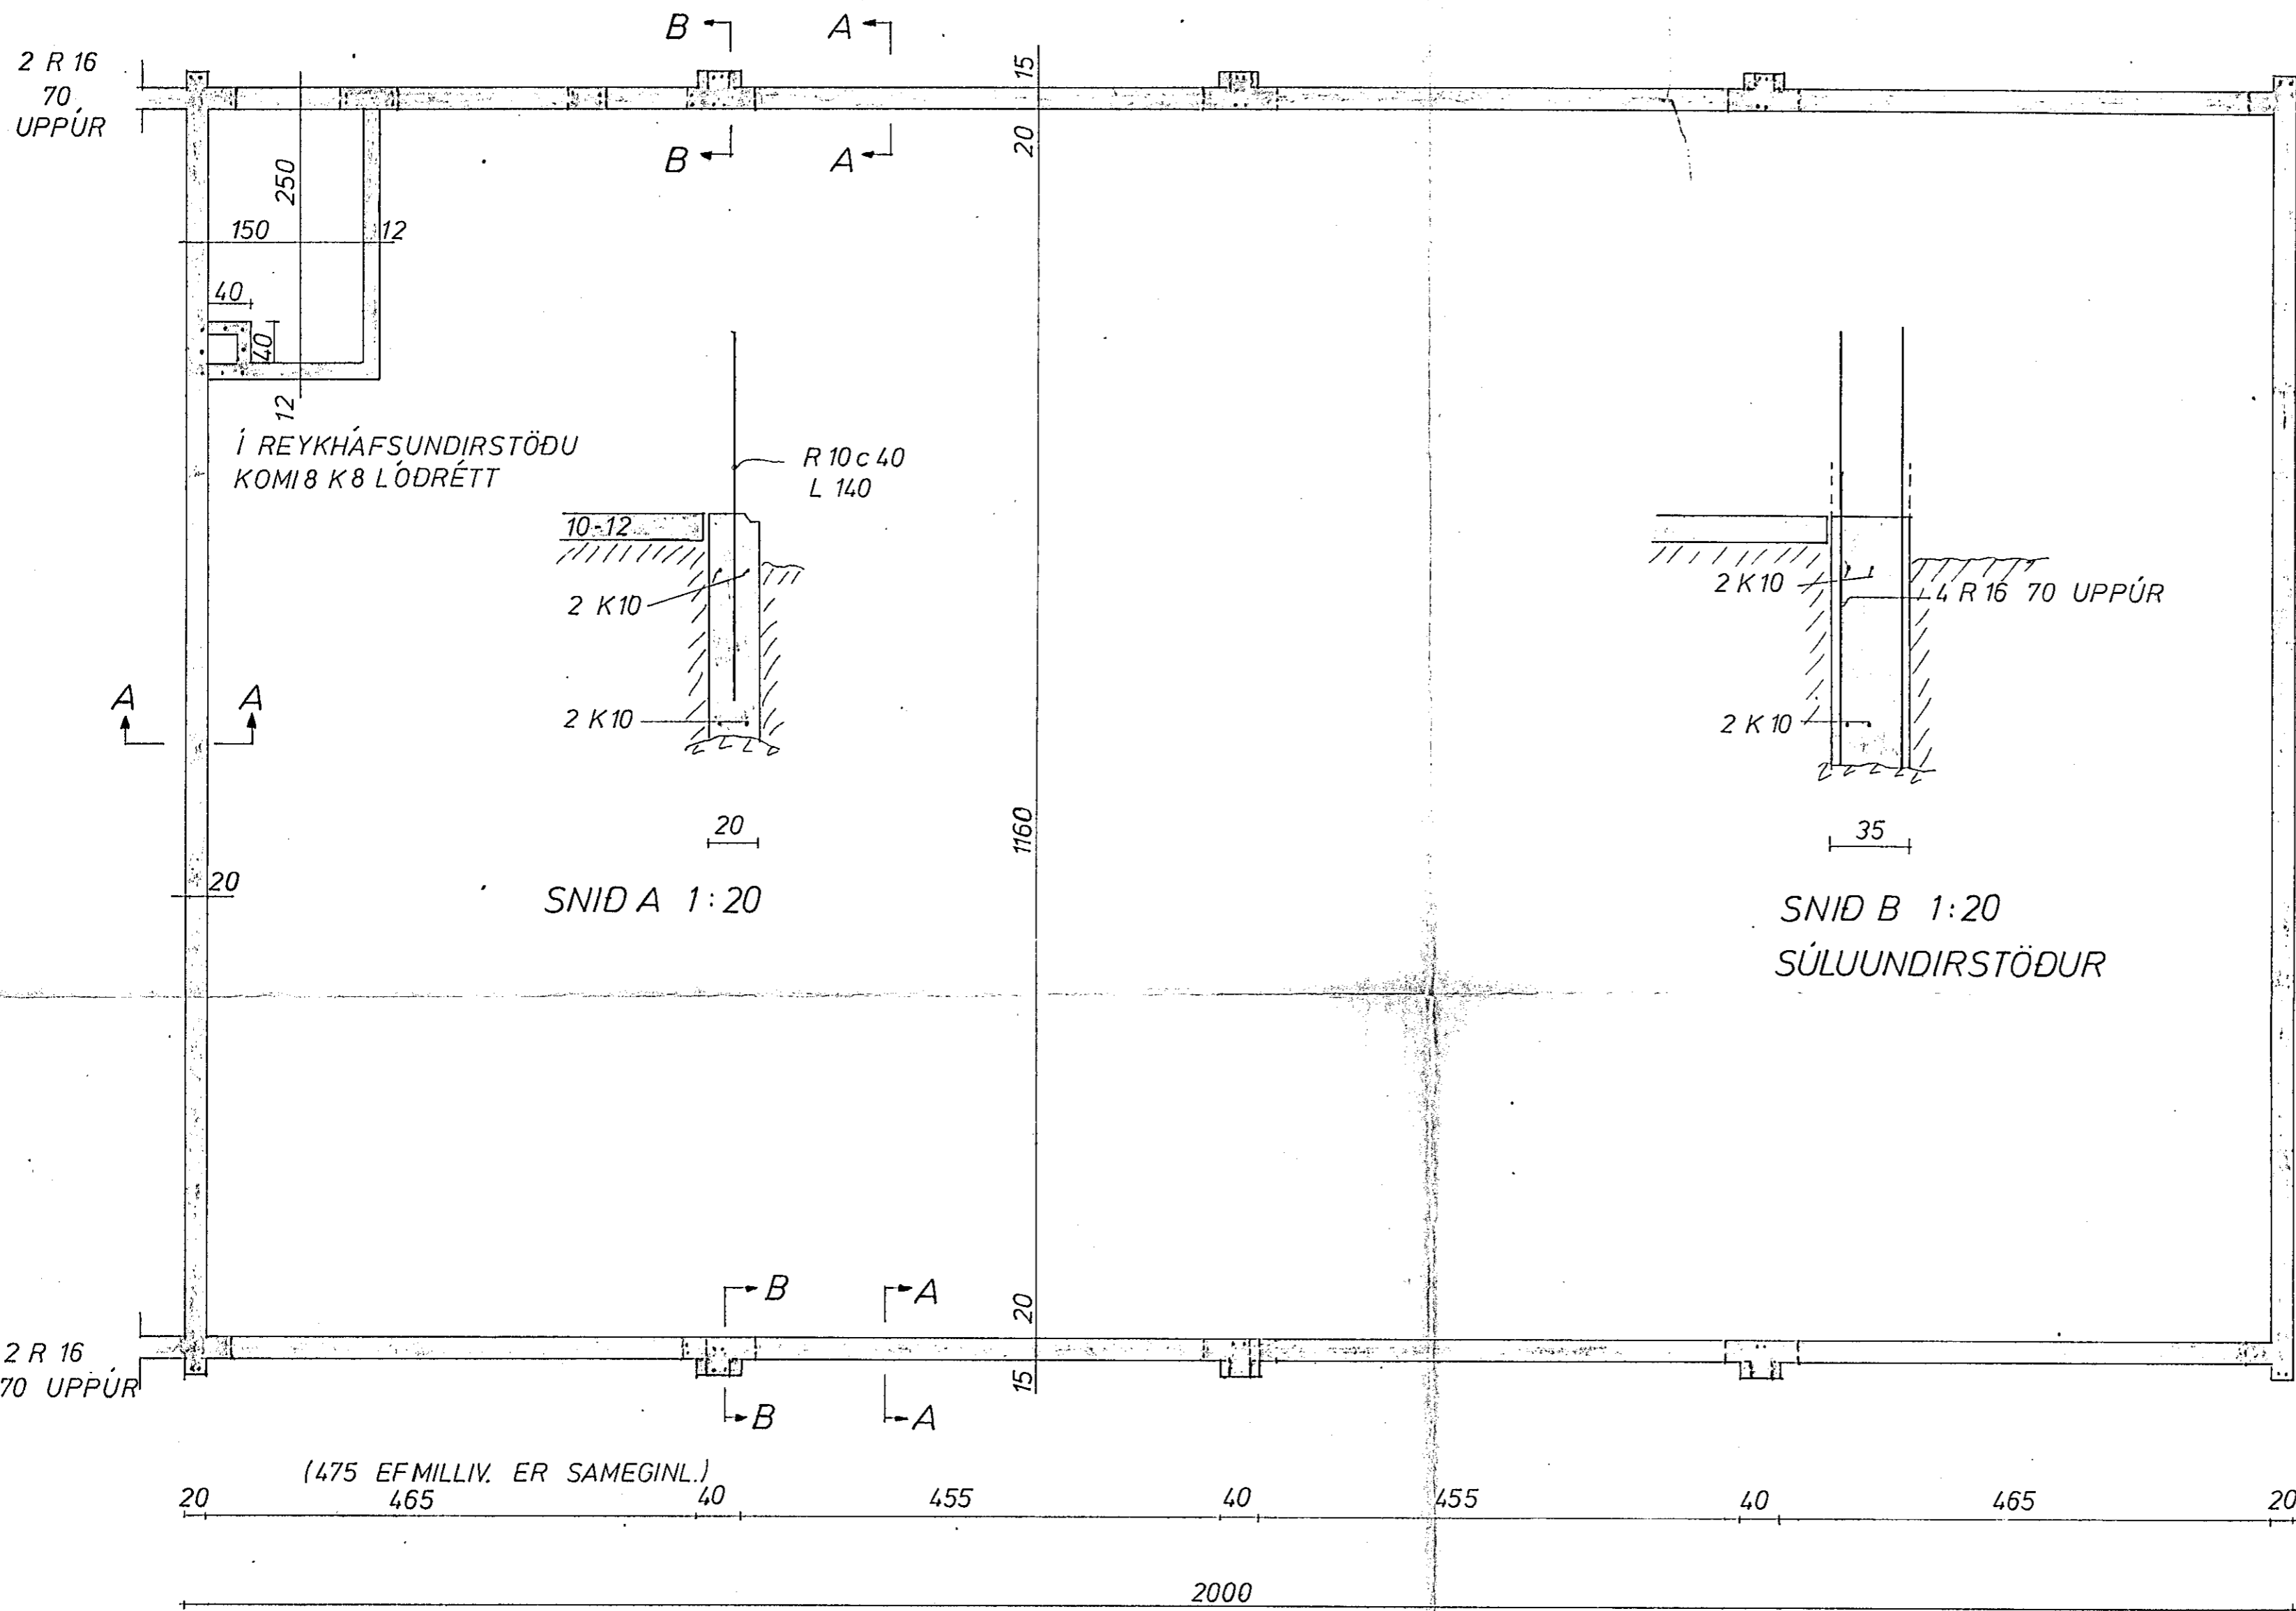 B A
2 R 16
70
UPPÚR
15
20
B A
250
150 12
40
40
12
Í REYKHÁFSUNDIRSTÖÐU
KOMI 8 K 8 LÓÐRÉTT
R 10 c 40
L 140
10-12
2 K10
2 K10
20
SNIÐ A 1:20
2 K10
4 R 16 70 UPPÚR
2 K10
35
SNIÐ B 1:20
SÚLUUNDIRSTÖÐUR
A A
20
1160
B A
20
15
B A
2 R 16
70 UPPÚR
(475 EF MILLIV. ER SAMEGINL.)
20 465 40 455 40 455 40 465 20
2000